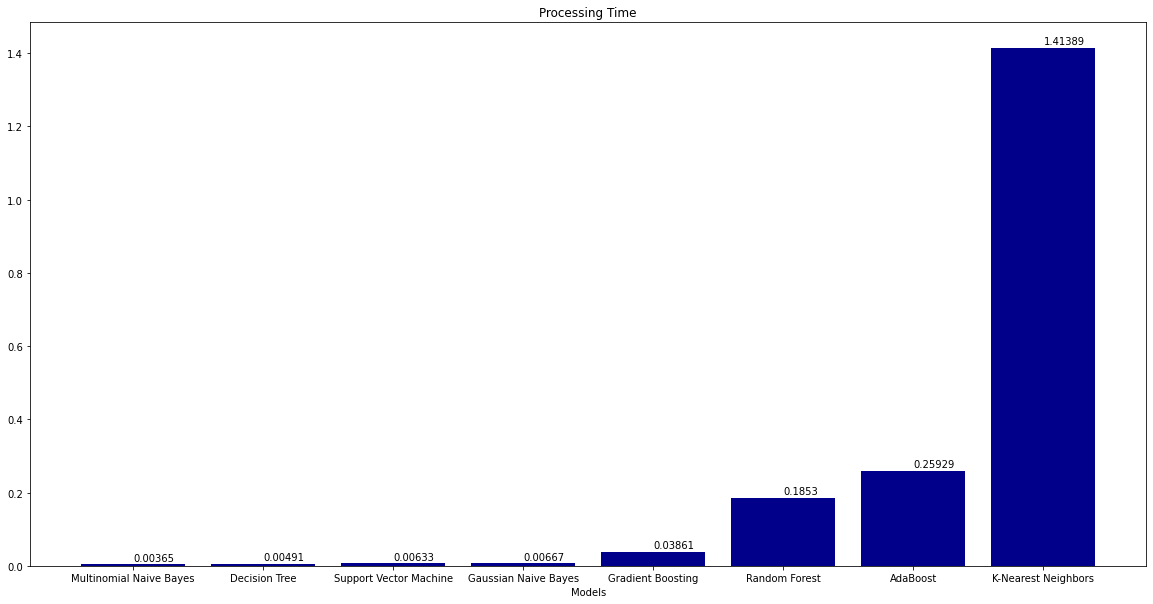 Processing Time
1.4
1.2
1.0
0.8
0.6
0.4
0.2
0.0
0.00365
0.00491
0.00633
0.00667
0.03861
0.1853
0.25929
1.41389
Multinomial Naive Bayes
Decision Tree
Support Vector Machine
Gaussian Naive Bayes
Gradient Boosting
Random Forest
AdaBoost
K-Nearest Neighbors
Models